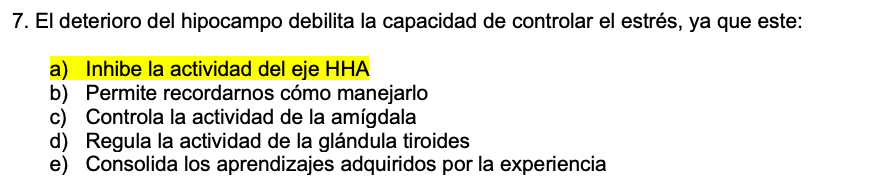 7. El deterioro del hipocampo debilita la capacidad de controlar el estrés, ya que este:
a) Inhibe la actividad del eje HHA
b) Permite recordarnos cómo manejarlo
c) Controla la actividad de la amígdala
d) Regula la actividad de la glándula tiroides
e) Consolida los aprendizajes adquiridos por la experiencia